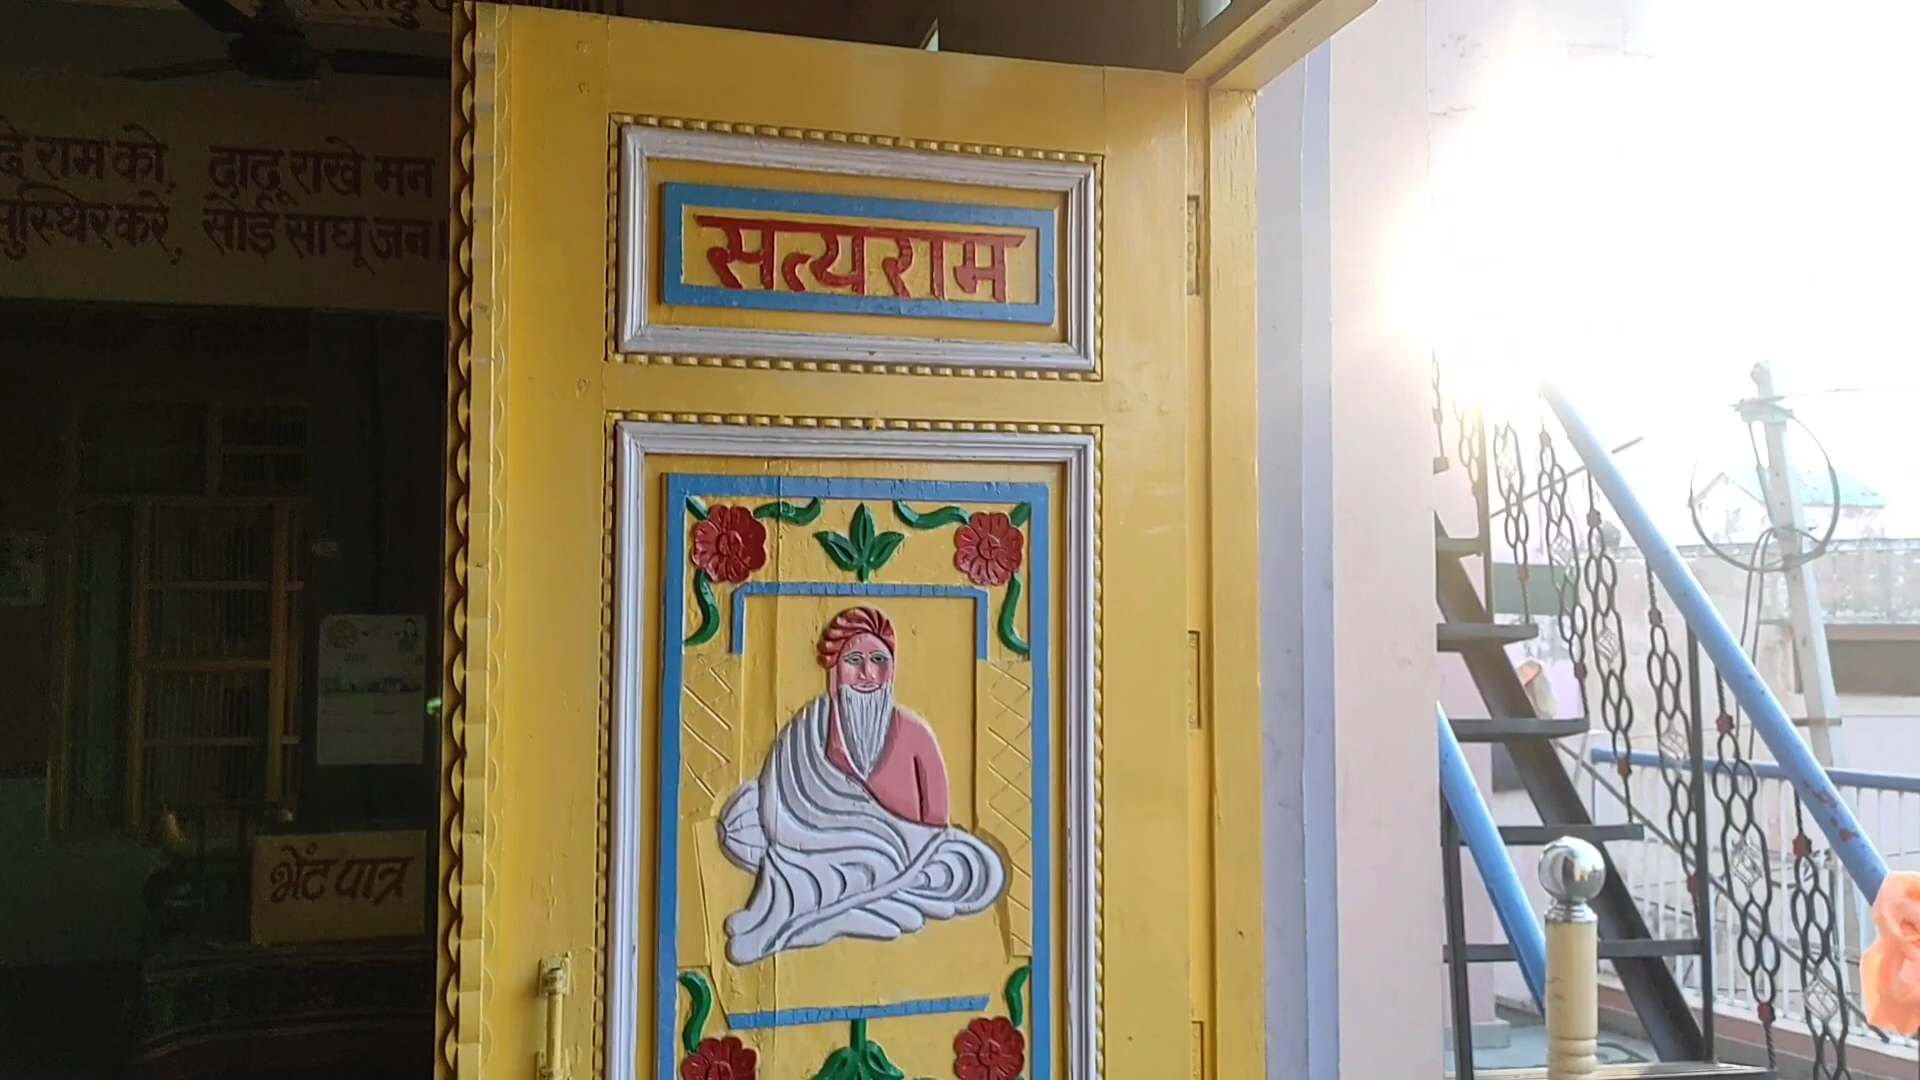 दे राम को, दादू राखे मन
सुस्थिर करे, सोई साधू जन।
सत्यराम
भेंट पात्र